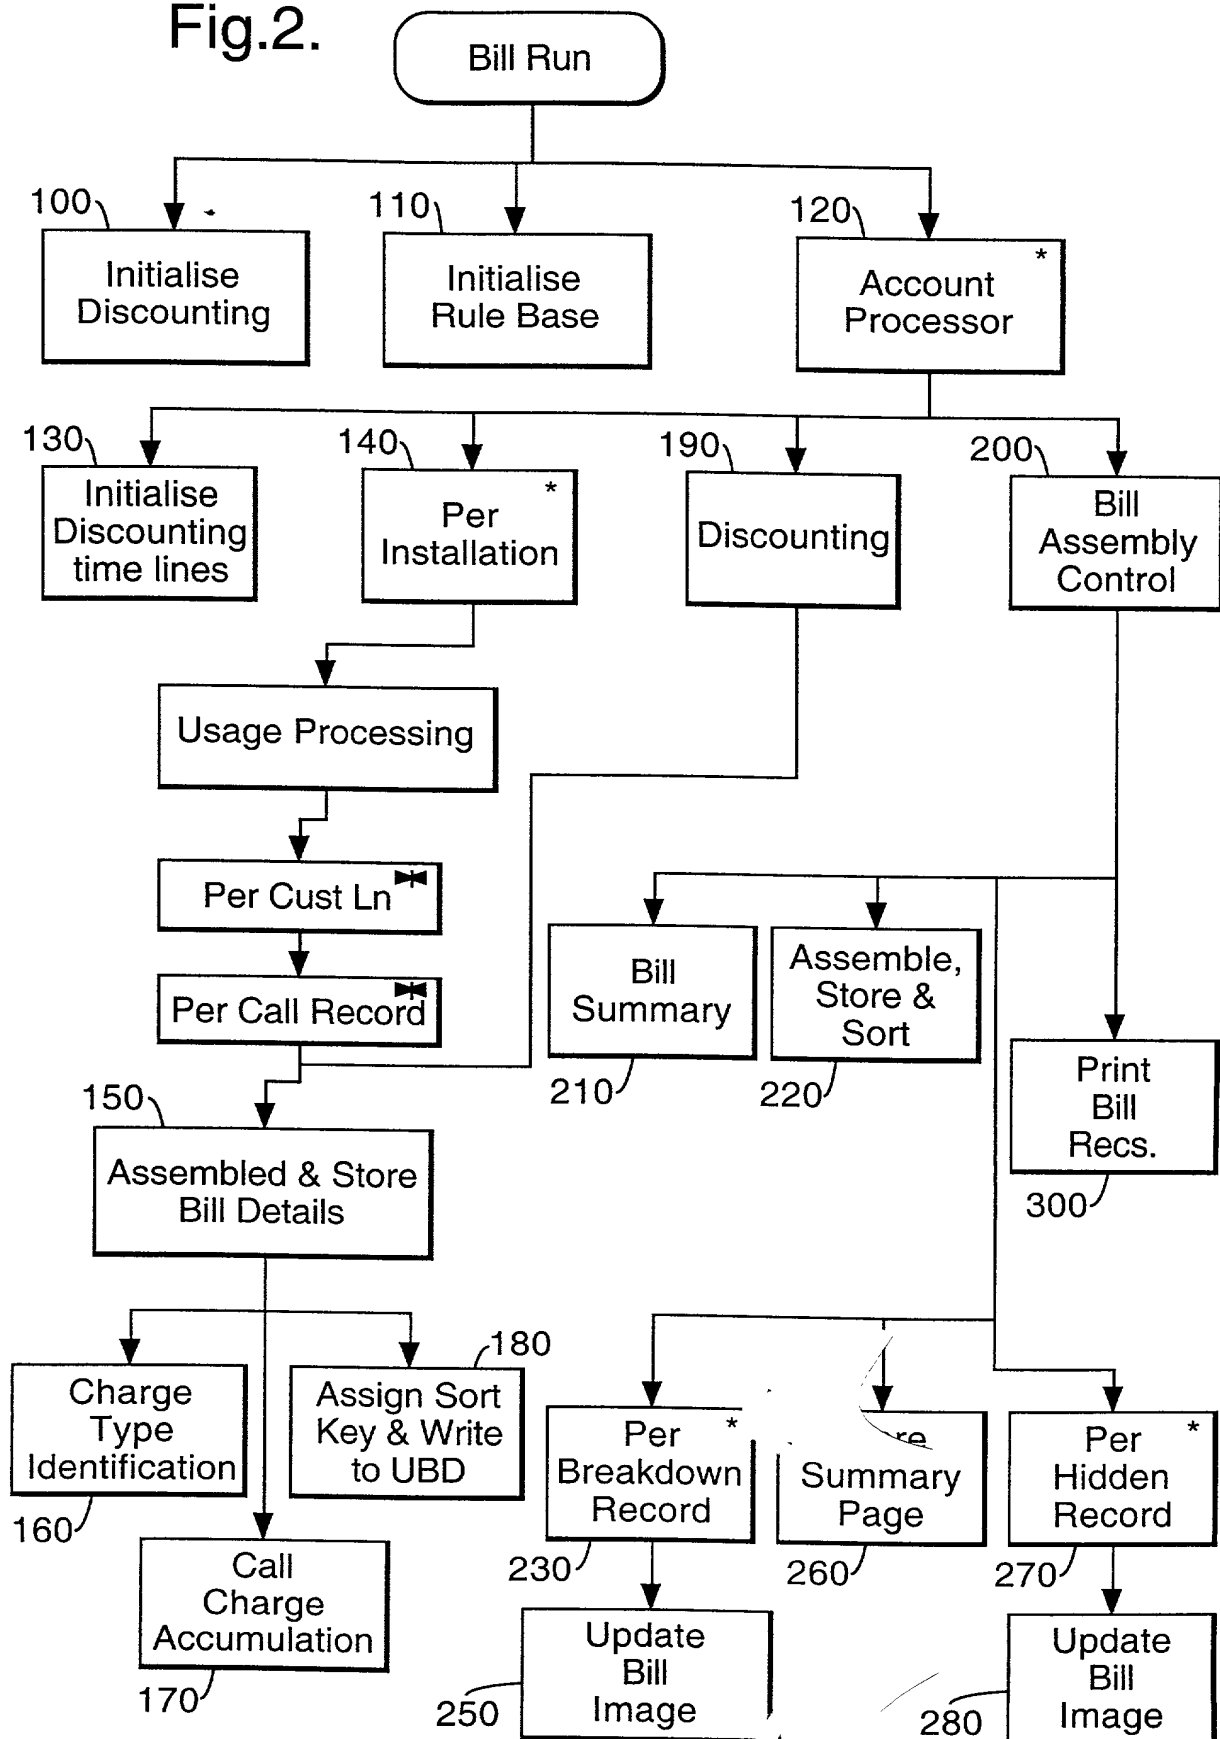 Fig.2.
Bill Run
100
110
120
Initialise
Discounting
Initialise
Rule Base
*
Account
Processor
130
140
190
200
Initialise
Discounting
time lines
*
Per
Installation
Discounting
Bill
Assembly
Control
Usage Processing
Per Cust Ln
Per Call Record
Bill
Summary
210
Assemble,
Store &
Sort
220
Print
Bill
Recs.
300
150
Assembled & Store
Bill Details
180
Charge
Type
Identification
160
Assign Sort
Key & Write
to UBD
Call
Charge
Accumulation
170
*
Per
Breakdown
Record
230
Summary
Page
260
*
Per
Hidden
Record
270
Update
Bill
Image
250
Update
Bill
Image
280